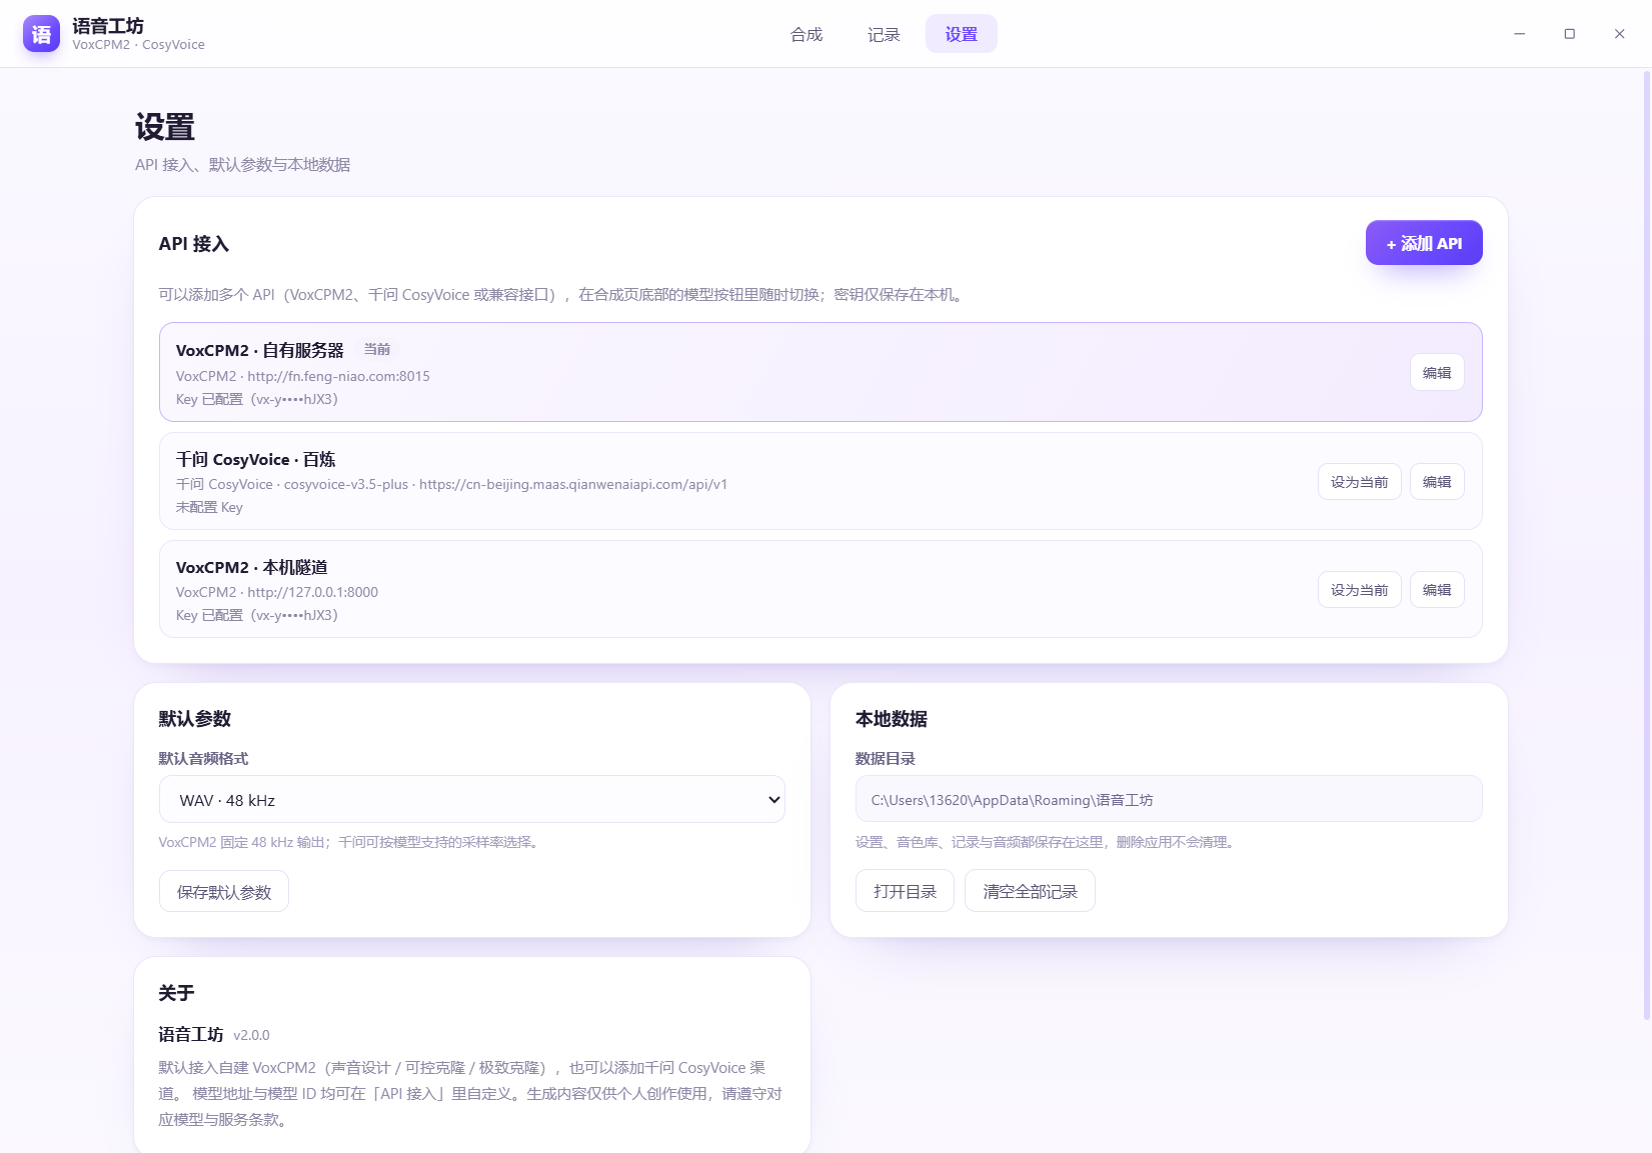 语
语音工坊
VoxCPM2 · CosyVoice
合成
记录
设置
设置
API 接入、默认参数与本地数据
API 接入
+ 添加 API
可以添加多个 API（VoxCPM2、千问 CosyVoice 或兼容接口），在合成页底部的模型按钮里随时切换；密钥仅保存在本机。
VoxCPM2 · 自有服务器 当前
VoxCPM2 · http://fn.feng-niao.com:8015
Key 已配置（vx-y••••hJX3）
编辑
千问 CosyVoice · 百炼
千问 CosyVoice · cosyvoice-v3.5-plus · https://cn-beijing.maas.qianwenaiapi.com/api/v1
未配置 Key
设为当前
编辑
VoxCPM2 · 本机隧道
VoxCPM2 · http://127.0.0.1:8000
Key 已配置（vx-y••••hJX3）
设为当前
编辑
默认参数
默认音频格式
WAV · 48 kHz
VoxCPM2 固定 48 kHz 输出；千问可按模型支持的采样率选择。
保存默认参数
本地数据
数据目录
C:\Users\13620\AppData\Roaming\语音工坊
设置、音色库、记录与音频都保存在这里，删除应用不会清理。
打开目录
清空全部记录
关于
语音工坊 v2.0.0
默认接入自建 VoxCPM2（声音设计 / 可控克隆 / 极致克隆），也可以添加千问 CosyVoice 渠
道。 模型地址与模型 ID 均可在「API 接入」里自定义。生成内容仅供个人创作使用，请遵守对
应模型与服务条款。